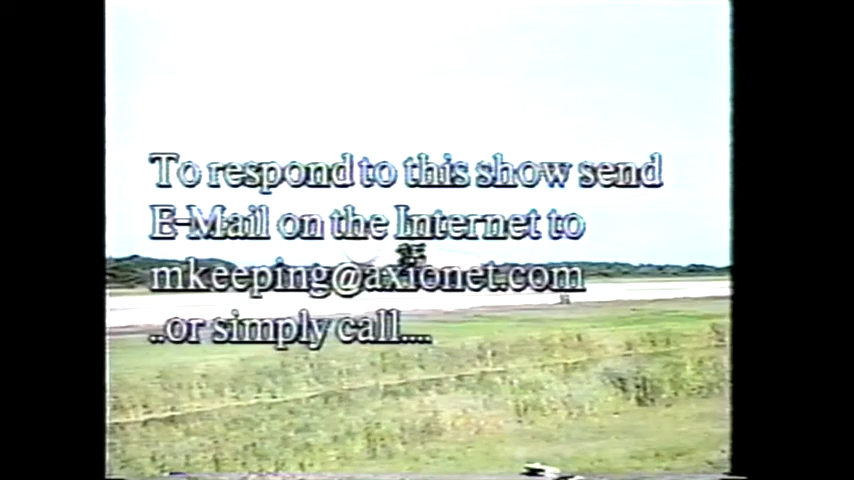 To respond to this show send
E-Mail on the Internet to
mkeeping@axionet.com
..or simply call....